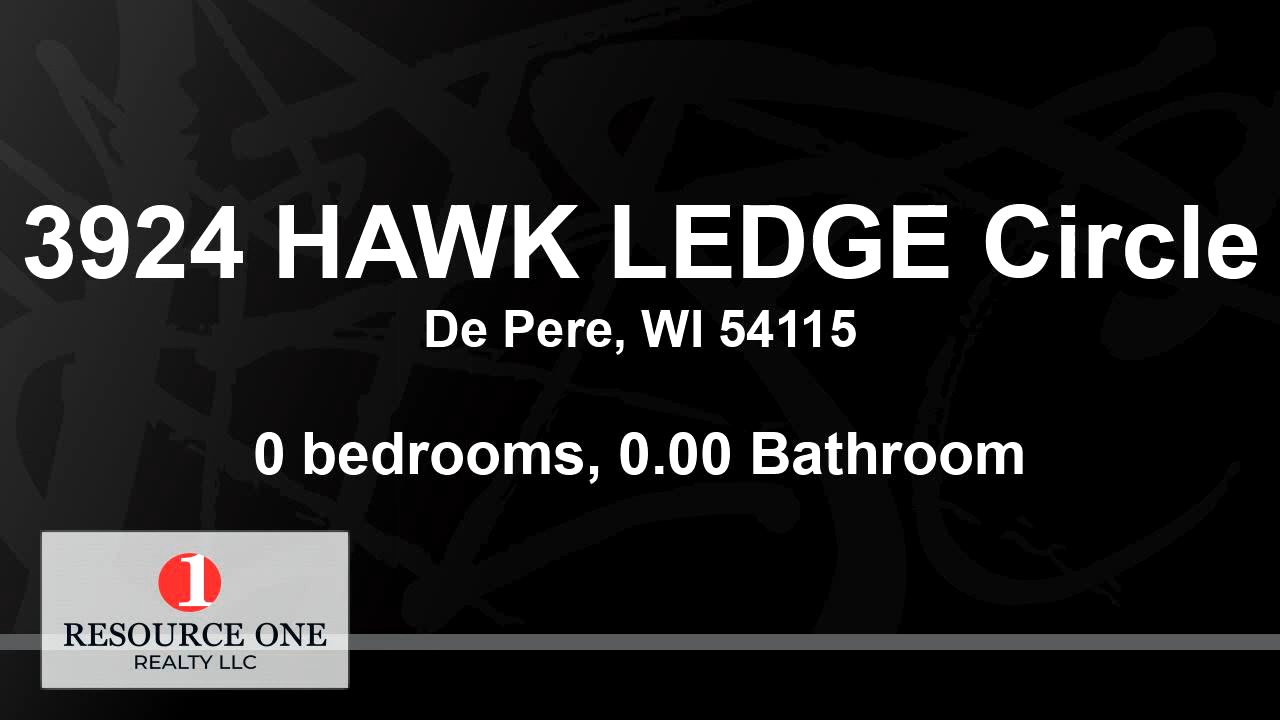 3924 HAWK LEDGE Circle
De Pere, WI 54115
0 bedrooms, 0.00 Bathroom
1
RESOURCE ONE
REALTY LLC